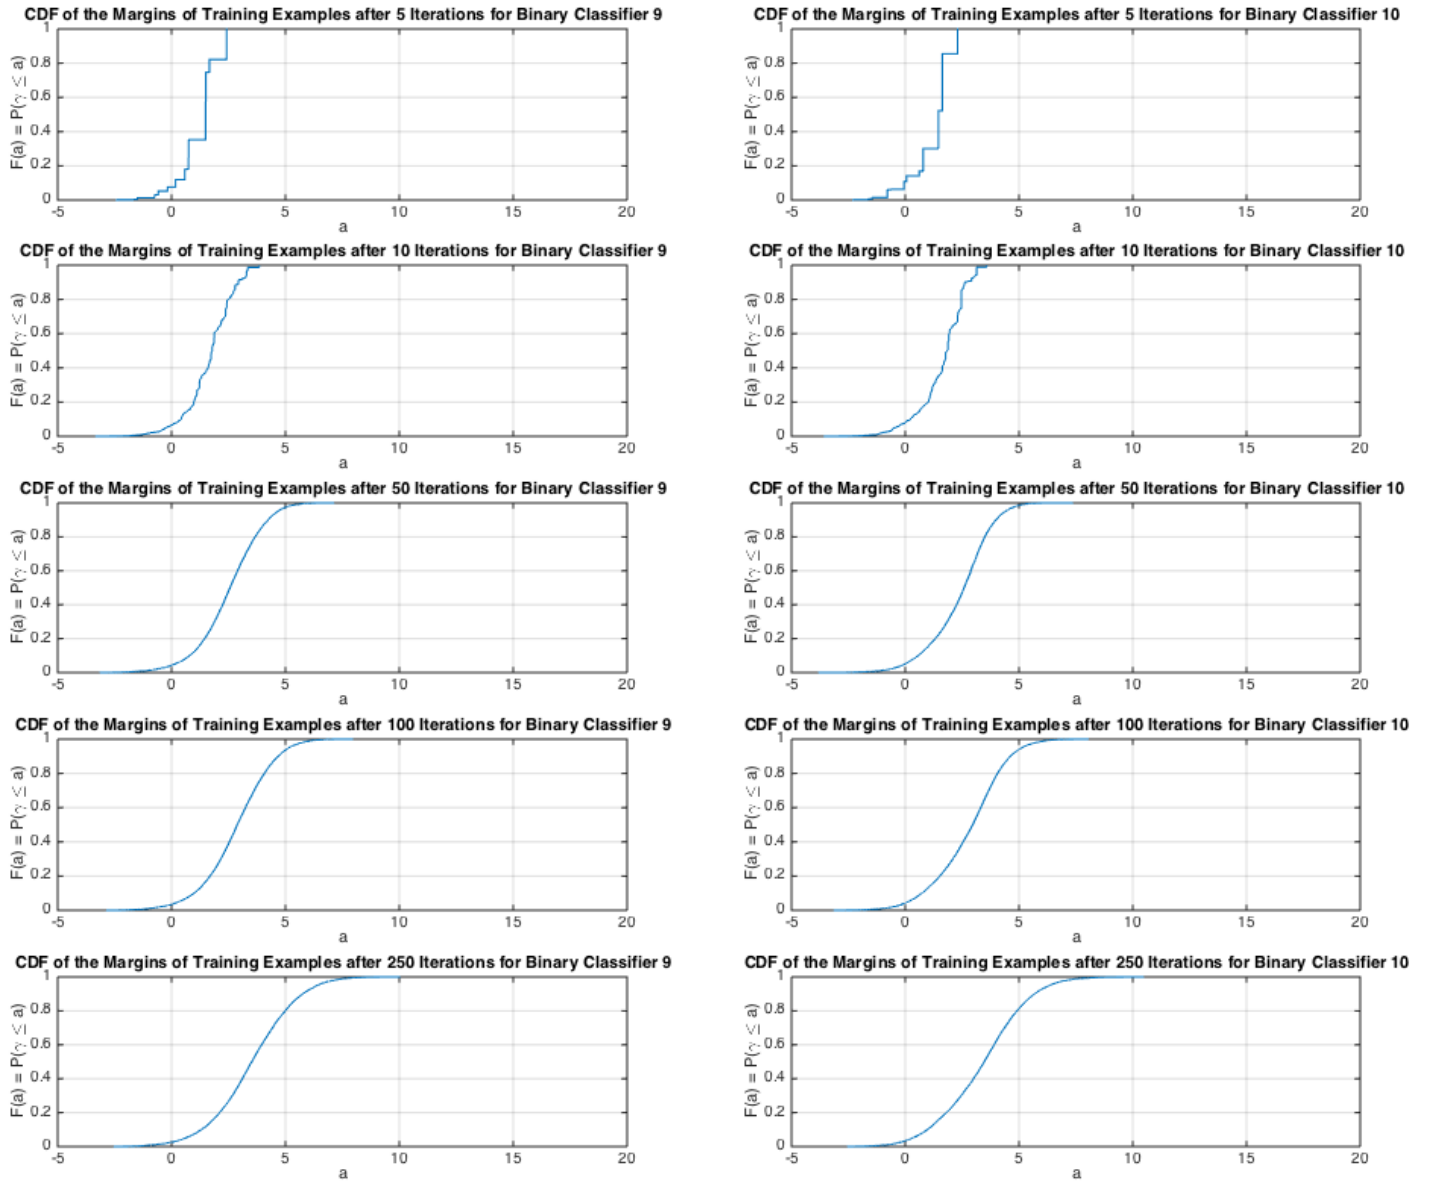 CDF of the Margins of Training Examples after 5 Iterations for Binary Classifier 9
F(a) = P(γ ≤ a)
1
0.8
0.6
0.4
0.2
0
-5 0 5 10 15 20
a
CDF of the Margins of Training Examples after 5 Iterations for Binary Classifier 10
F(a) = P(γ ≤ a)
1
0.8
0.6
0.4
0.2
0
-5 0 5 10 15 20
a
CDF of the Margins of Training Examples after 10 Iterations for Binary Classifier 9
F(a) = P(γ ≤ a)
1
0.8
0.6
0.4
0.2
0
-5 0 5 10 15 20
a
CDF of the Margins of Training Examples after 10 Iterations for Binary Classifier 10
F(a) = P(γ ≤ a)
1
0.8
0.6
0.4
0.2
0
-5 0 5 10 15 20
a
CDF of the Margins of Training Examples after 50 Iterations for Binary Classifier 9
F(a) = P(γ ≤ a)
1
0.8
0.6
0.4
0.2
0
-5 0 5 10 15 20
a
CDF of the Margins of Training Examples after 50 Iterations for Binary Classifier 10
F(a) = P(γ ≤ a)
1
0.8
0.6
0.4
0.2
0
-5 0 5 10 15 20
a
CDF of the Margins of Training Examples after 100 Iterations for Binary Classifier 9
F(a) = P(γ ≤ a)
1
0.8
0.6
0.4
0.2
0
-5 0 5 10 15 20
a
CDF of the Margins of Training Examples after 100 Iterations for Binary Classifier 10
F(a) = P(γ ≤ a)
1
0.8
0.6
0.4
0.2
0
-5 0 5 10 15 20
a
CDF of the Margins of Training Examples after 250 Iterations for Binary Classifier 9
F(a) = P(γ ≤ a)
1
0.8
0.6
0.4
0.2
0
-5 0 5 10 15 20
a
CDF of the Margins of Training Examples after 250 Iterations for Binary Classifier 10
F(a) = P(γ ≤ a)
1
0.8
0.6
0.4
0.2
0
-5 0 5 10 15 20
a